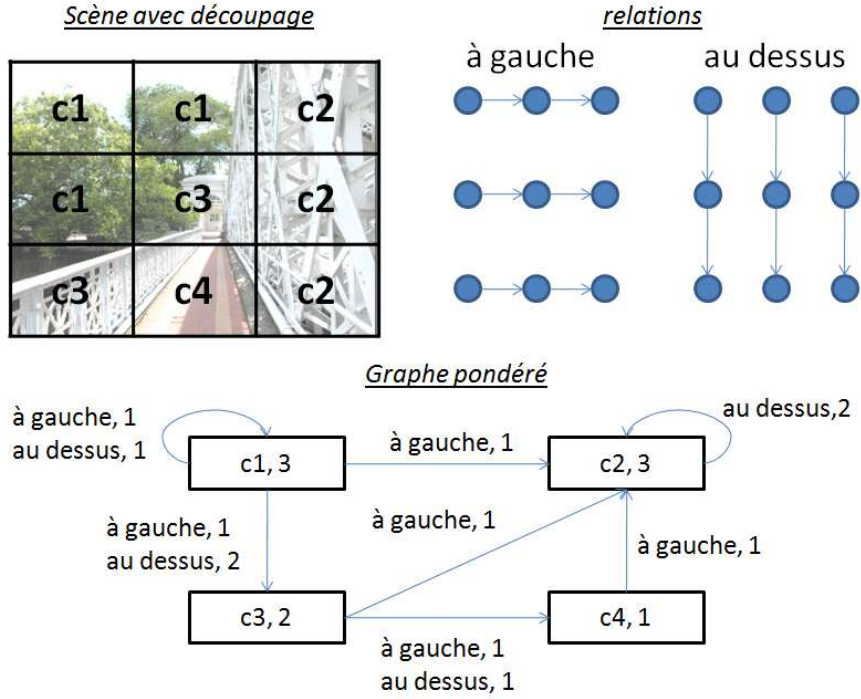 Scène avec découpage
relations
à gauche
au dessus
c1 c1 c2
c1 c3 c2
c3 c4 c2
Graphe pondéré
à gauche, 1
au dessus, 1
c1, 3
à gauche, 1
c2, 3
au dessus,2
à gauche, 1
au dessus, 2
à gauche, 1
à gauche, 1
c3, 2
c4, 1
à gauche, 1
au dessus, 1